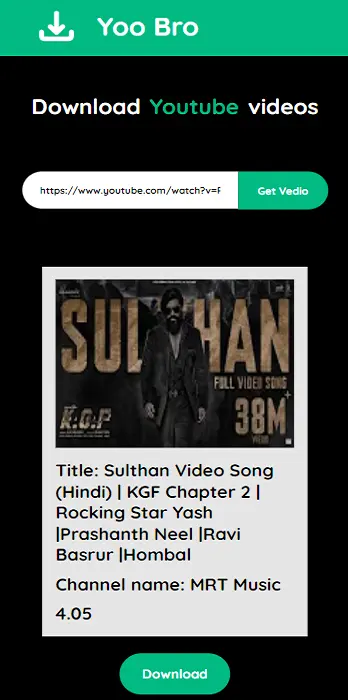 Yoo Bro
Download Youtube videos
https://www.youtube.com/watch?v=F
Get Vedio
SULTHAN
FULL VIDEO SONG
38M+
VIEWS
K.G.F
Title: Sulthan Video Song
(Hindi) | KGF Chapter 2 |
Rocking Star Yash
|Prashanth Neel |Ravi
Basrur |Hombal
Channel name: MRT Music
4.05
Download